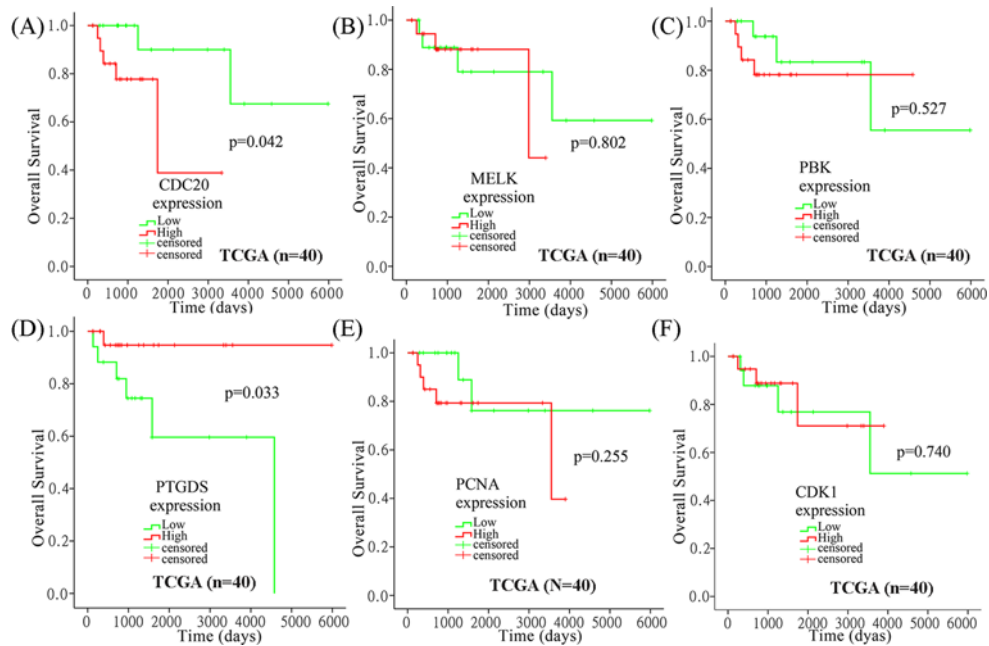 (A)
1.0
0.8
0.6
0.4
0.2
0.0
Overall Survival
p=0.042
CDC20
expression
Low
High
censored
censored
TCGA (n=40)
0 1000 2000 3000 4000 5000 6000
Time (days)
(B)
1.0
0.8
0.6
0.4
0.2
0.0
Overall Survival
p=0.802
MELK
expression
Low
High
censored
censored
TCGA (n=40)
0 1000 2000 3000 4000 5000 6000
Time (days)
(C)
1.0
0.8
0.6
0.4
0.2
0.0
Overall Survival
p=0.527
PBK
expression
Low
High
censored
censored
TCGA (n=40)
0 1000 2000 3000 4000 5000 6000
Time (days)
(D)
1.0
0.8
0.6
0.4
0.2
0.0
Overall Survival
p=0.033
PTGDS
expression
Low
High
censored
censored
TCGA (n=40)
0 1000 2000 3000 4000 5000 6000
Time (days)
(E)
1.0
0.8
0.6
0.4
0.2
0.0
Overall Survival
p=0.255
PCNA
expression
Low
High
censored
censored
TCGA (N=40)
0 1000 2000 3000 4000 5000 6000
Time (days)
(F)
1.0
0.8
0.6
0.4
0.2
0.0
Overall Survival
p=0.740
CDK1
expression
Low
High
censored
censored
TCGA (n=40)
0 1000 2000 3000 4000 5000 6000
Time (dyas)